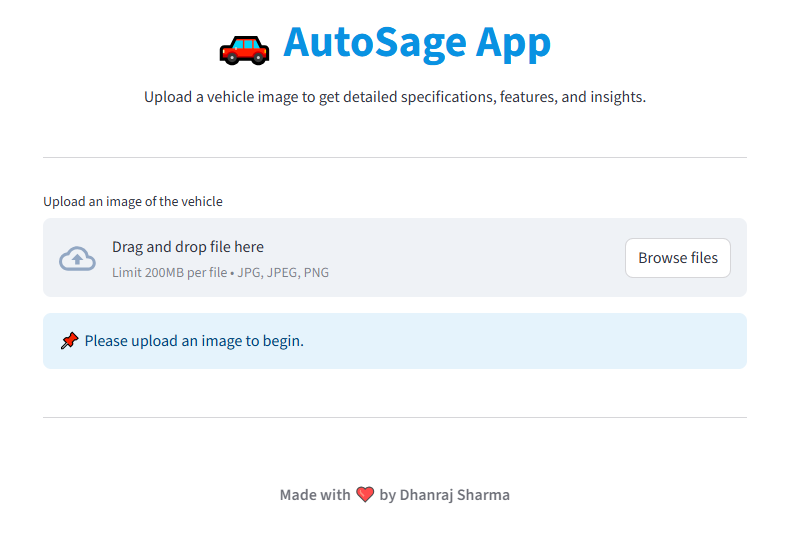 AutoSage App
Upload a vehicle image to get detailed specifications, features, and insights.
Upload an image of the vehicle
Drag and drop file here
Limit 200MB per file • JPG, JPEG, PNG
Browse files
Please upload an image to begin.
Made with ❤️ by Dhanraj Sharma